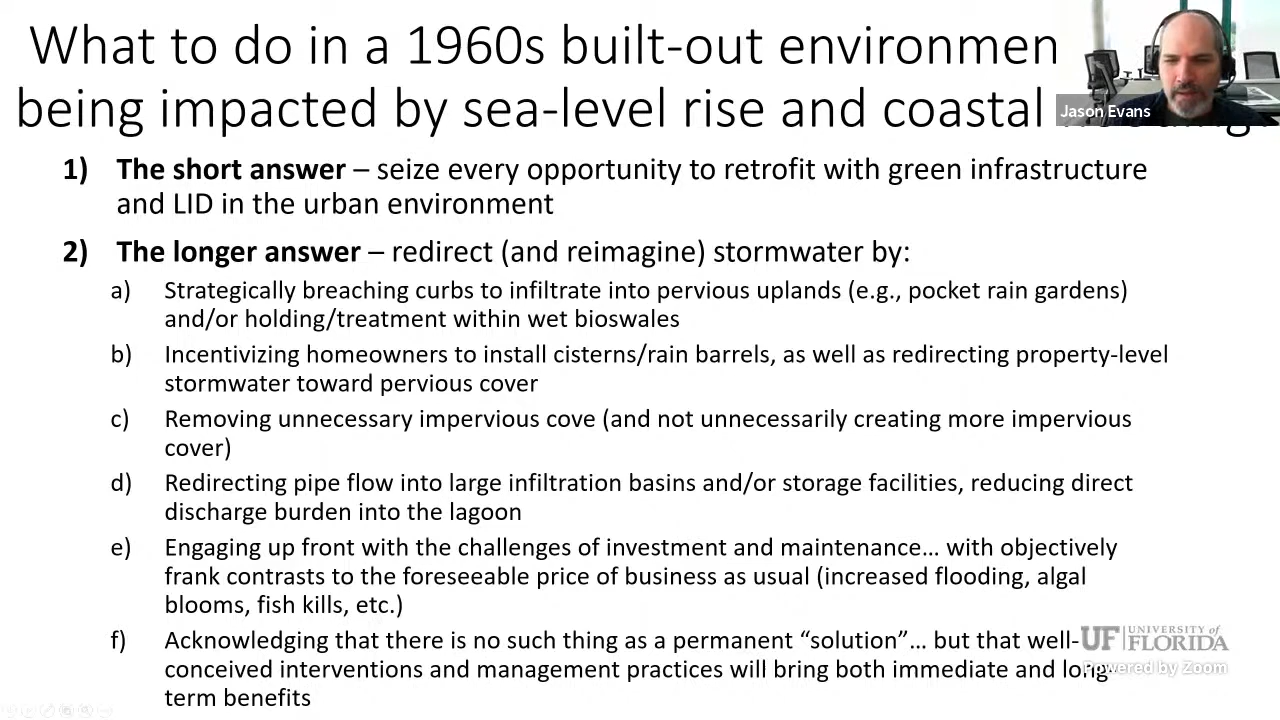 What to do in a 1960s built-out environmen
being impacted by sea-level rise and coastal
Jason Evans
1) The short answer – seize every opportunity to retrofit with green infrastructure
and LID in the urban environment
2) The longer answer – redirect (and reimagine) stormwater by:
a) Strategically breaching curbs to infiltrate into pervious uplands (e.g., pocket rain gardens)
and/or holding/treatment within wet bioswales
b) Incentivizing homeowners to install cisterns/rain barrels, as well as redirecting property-level
stormwater toward pervious cover
c) Removing unnecessary impervious cove (and not unnecessarily creating more impervious
cover)
d) Redirecting pipe flow into large infiltration basins and/or storage facilities, reducing direct
discharge burden into the lagoon
e) Engaging up front with the challenges of investment and maintenance… with objectively
frank contrasts to the foreseeable price of business as usual (increased flooding, algal
blooms, fish kills, etc.)
f) Acknowledging that there is no such thing as a permanent “solution”… but that well-
conceived interventions and management practices will bring both immediate and long-
term benefits
UF UNIVERSITY of
FLORIDA
Powered by Zoom